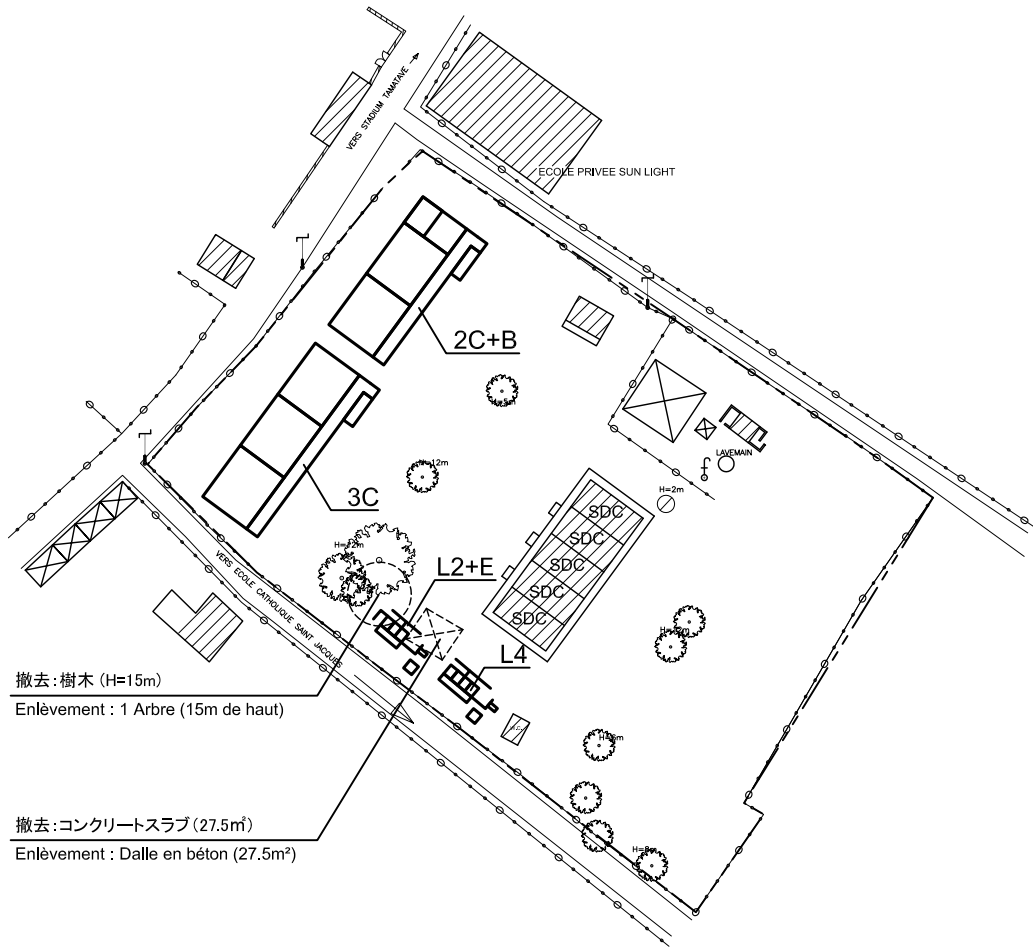 VERS STADIUM TAMATAVE
ECOLE PRIVEE SUN LIGHT
2C+B
LAVEMAIN
H=12m
3C
H=2m
SDC
SDC
SDC
SDC
SDC
L2+E
VERS ECOLE CATHOLIQUE SAINT JACQUES
L4
撤去:樹木 (H=15m)
Enlèvement : 1 Arbre (15m de haut)
撤去:コンクリートスラブ (27.5㎡)
Enlèvement : Dalle en béton (27.5m²)